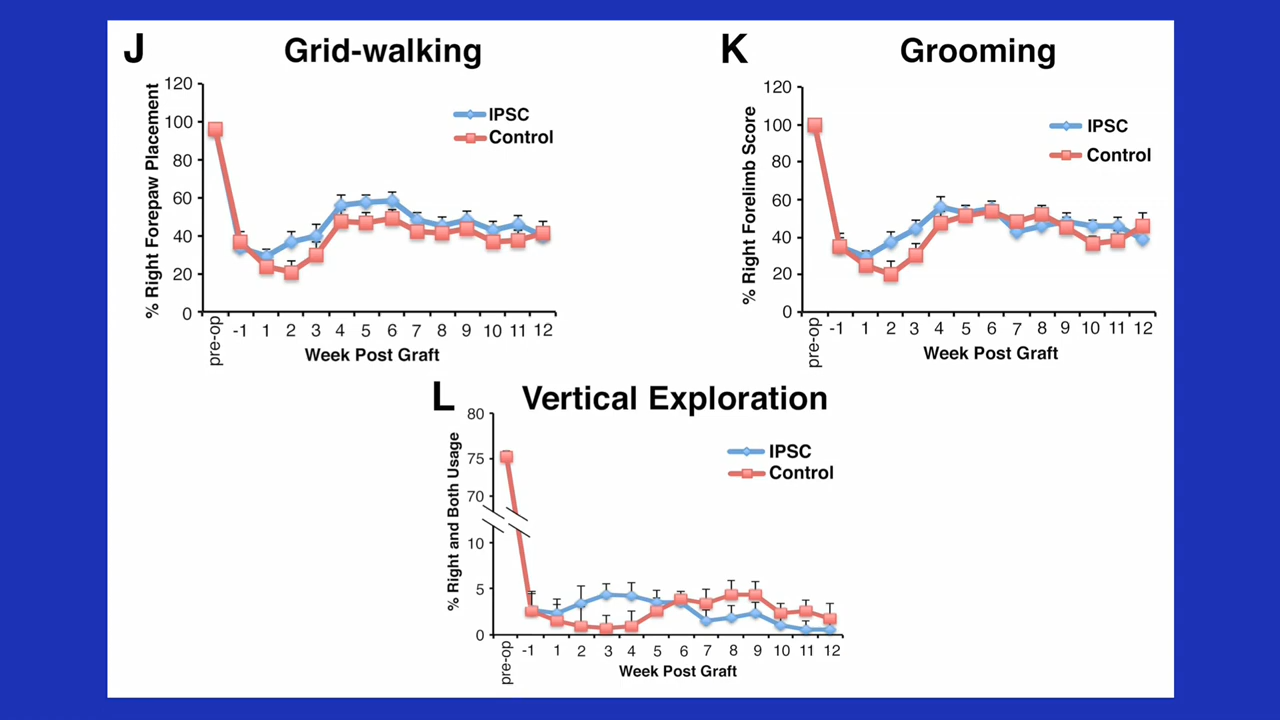 J Grid-walking
% Right Forepaw Placement
120
100
80
60
40
20
0
IPSC
Control
pre-op -1 1 2 3 4 5 6 7 8 9 10 11 12
Week Post Graft
K Grooming
% Right Forelimb Score
120
100
80
60
40
20
0
IPSC
Control
pre-op -1 1 2 3 4 5 6 7 8 9 10 11 12
Week Post Graft
L Vertical Exploration
% Right and Both Usage
80
75
70
10
5
0
IPSC
Control
pre-op -1 1 2 3 4 5 6 7 8 9 10 11 12
Week Post Graft